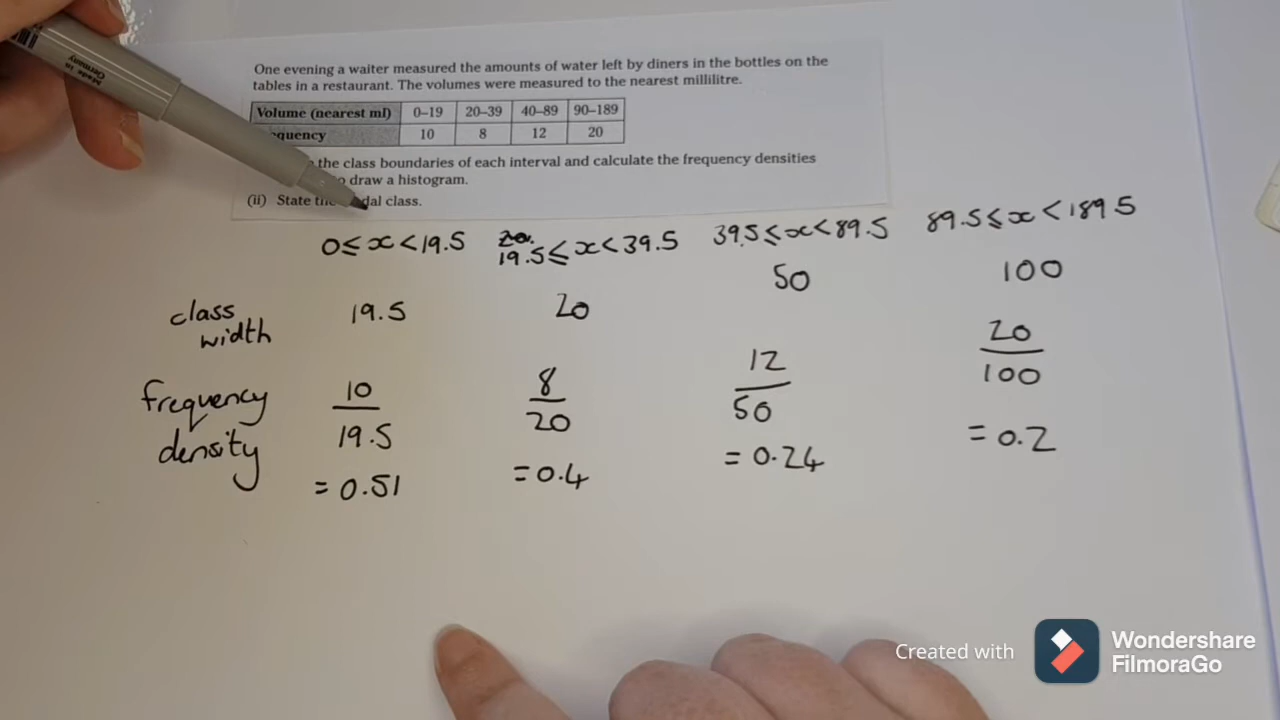 One evening a waiter measured the amounts of water left by diners in the bottles on the
tables in a restaurant. The volumes were measured to the nearest millilitre.
Volume (nearest ml) 0–19 20–39 40–89 90–189
quency 10 8 12 20
the class boundaries of each interval and calculate the frequency densities
draw a histogram.
(ii) State the dal class.
0 ≤ x < 19.5 19.5 ≤ x < 39.5 39.5 ≤ x < 89.5 89.5 ≤ x < 189.5
class
width 19.5 20 50 100
frequency
density
10/19.5 8/20 12/50 20/100
= 0.51 = 0.4 = 0.24 = 0.2
Made in
Germany
Created with
Wondershare
FilmoraGo